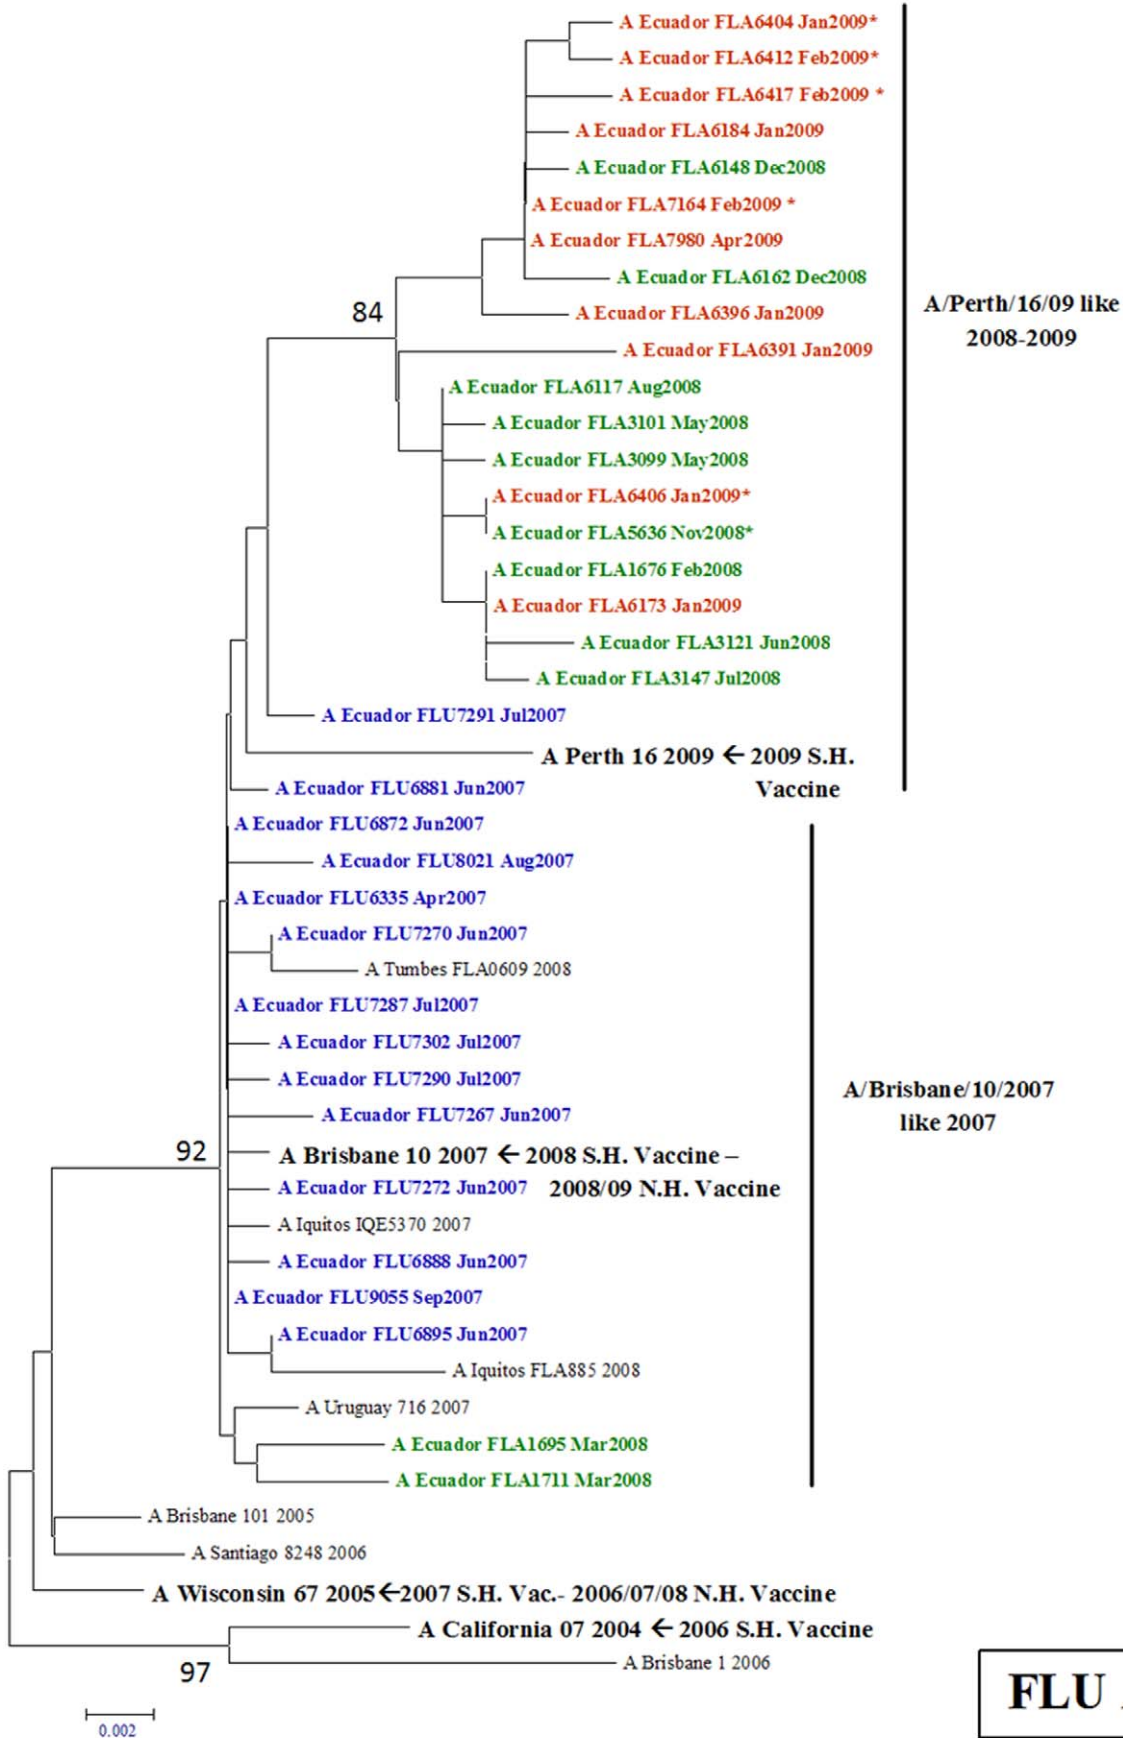 A Ecuador FLA6404 Jan2009*
A Ecuador FLA6412 Feb2009*
A Ecuador FLA6417 Feb2009 *
A Ecuador FLA6184 Jan2009
A Ecuador FLA6148 Dec2008
A Ecuador FLA7164 Feb2009 *
A Ecuador FLA7980 Apr2009
A Ecuador FLA6162 Dec2008
A Ecuador FLA6396 Jan2009
A/Perth/16/09 like
2008-2009
84
A Ecuador FLA6391 Jan2009
A Ecuador FLA6117 Aug2008
A Ecuador FLA3101 May2008
A Ecuador FLA3099 May2008
A Ecuador FLA6406 Jan2009*
A Ecuador FLA5636 Nov2008*
A Ecuador FLA1676 Feb2008
A Ecuador FLA6173 Jan2009
A Ecuador FLA3121 Jun2008
A Ecuador FLA3147 Jul2008
A Ecuador FLU7291 Jul2007
A Perth 16 2009 ← 2009 S.H.
Vaccine
A Ecuador FLU6881 Jun2007
A Ecuador FLU6872 Jun2007
A Ecuador FLU8021 Aug2007
A Ecuador FLU6335 Apr2007
A Ecuador FLU7270 Jun2007
A Tumbes FLA0609 2008
A Ecuador FLU7287 Jul2007
A Ecuador FLU7302 Jul2007
A Ecuador FLU7290 Jul2007
A/Brisbane/10/2007
like 2007
A Ecuador FLU7267 Jun2007
92
A Brisbane 10 2007 ← 2008 S.H. Vaccine –
A Ecuador FLU7272 Jun2007 2008/09 N.H. Vaccine
A Iquitos IQE5370 2007
A Ecuador FLU6888 Jun2007
A Ecuador FLU9055 Sep2007
A Ecuador FLU6895 Jun2007
A Iquitos FLA885 2008
A Uruguay 716 2007
A Ecuador FLA1695 Mar2008
A Ecuador FLA1711 Mar2008
A Brisbane 101 2005
A Santiago 8248 2006
A Wisconsin 67 2005←2007 S.H. Vac.- 2006/07/08 N.H. Vaccine
A California 07 2004 ← 2006 S.H. Vaccine
A Brisbane 1 2006
97
FLU
0.002